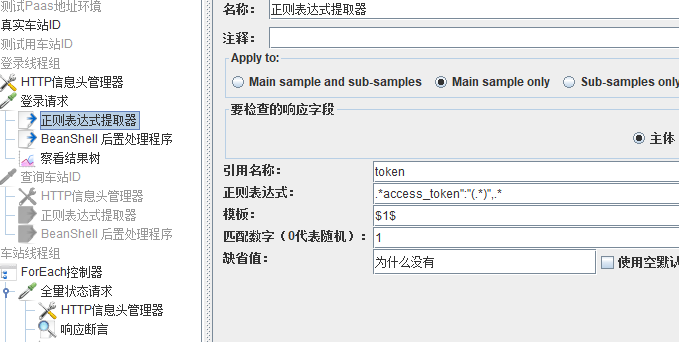 测试Paas地址环境
真实车站ID
测试用车站ID
登录线程组
HTTP信息头管理器
登录请求
正则表达式提取器
BeanShell 后置处理程序
察看结果树
查询车站ID
HTTP信息头管理器
正则表达式提取器
BeanShell 后置处理程序
车站线程组
ForEach控制器
全量状态请求
HTTP信息头管理器
响应断言
名称: 正则表达式提取器
注释:
Apply to:
Main sample and sub-samples Main sample only Sub-samples only
要检查的响应字段
主体
引用名称: token
正则表达式: .*access_token":"(.*)",.*
模板: $1$
匹配数字（0代表随机）: 1
缺省值: 为什么没有 使用空默认